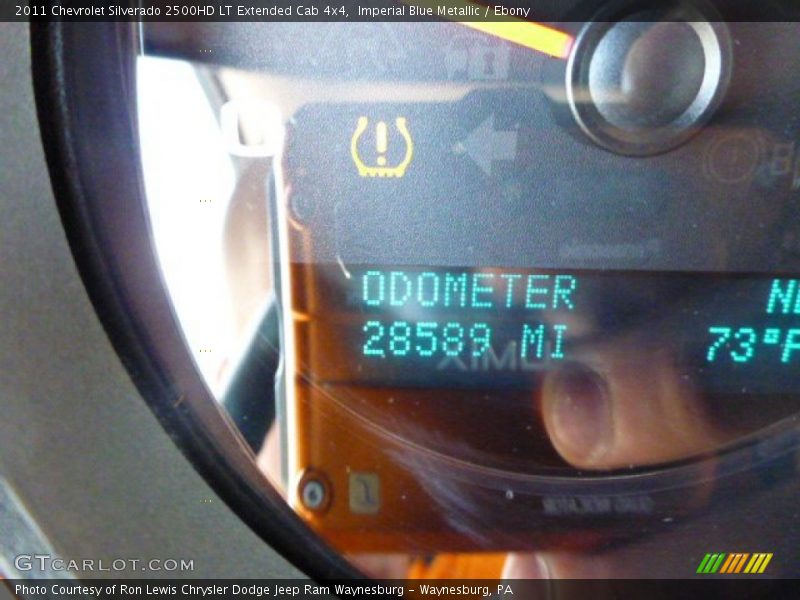 2011 Chevrolet Silverado 2500HD LT Extended Cab 4x4,  Imperial Blue Metallic / Ebony
ODOMETER
28589 MI
73°F
GTCARLOT.COM
Photo Courtesy of Ron Lewis Chrysler Dodge Jeep Ram Waynesburg - Waynesburg, PA